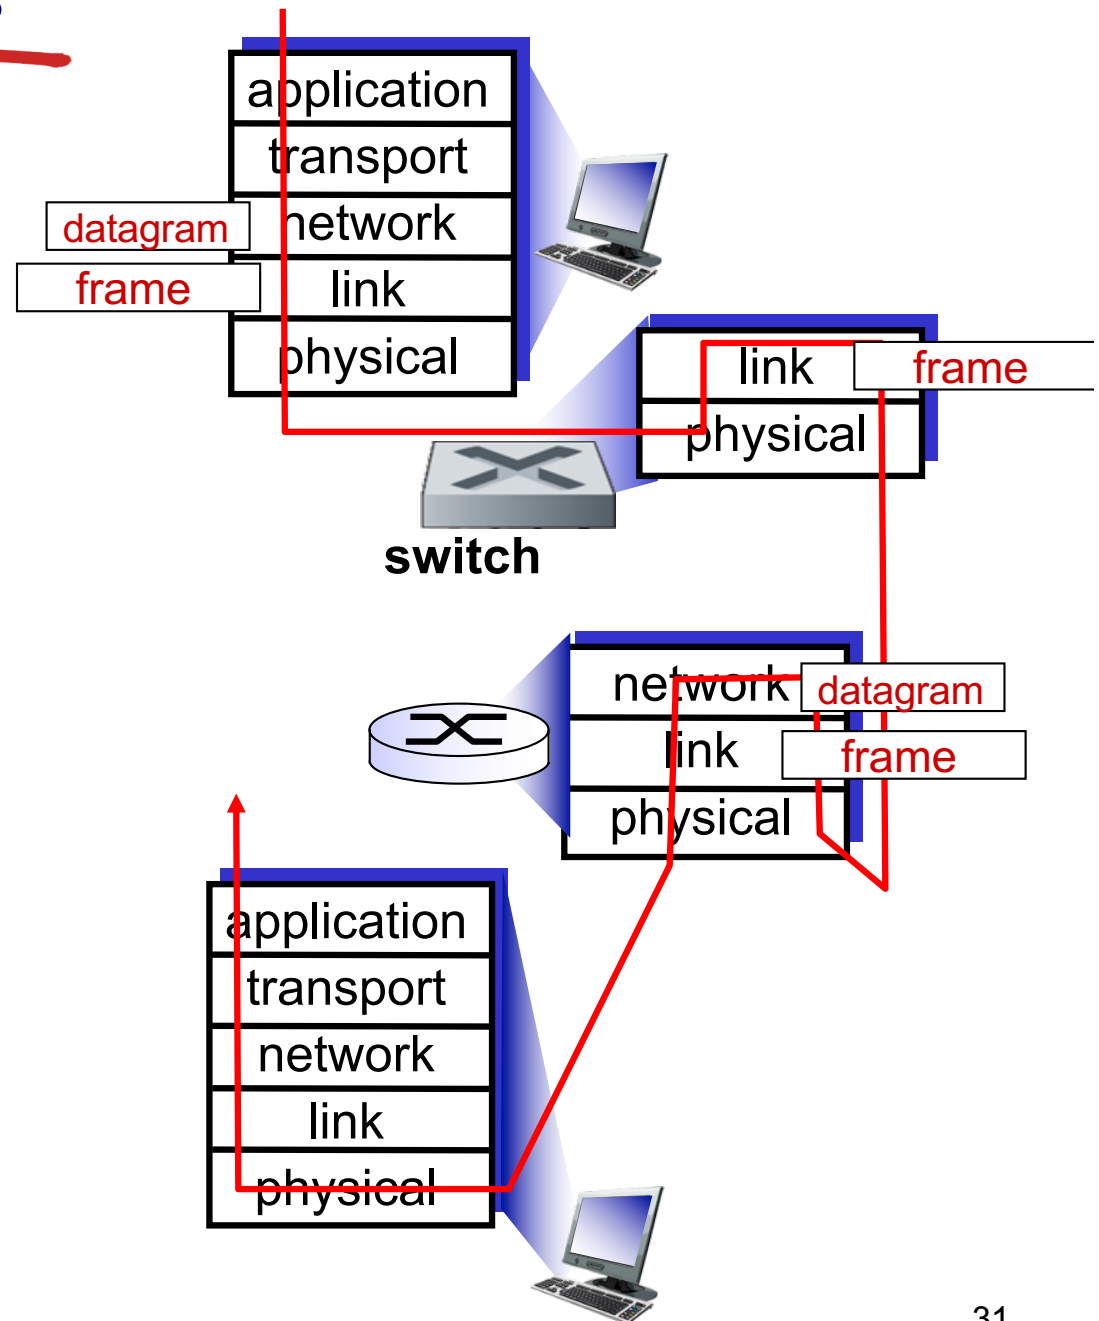 application
transport
datagram network
frame link
physical
link frame
physical
switch
network datagram
link frame
physical
application
transport
network
link
physical
31